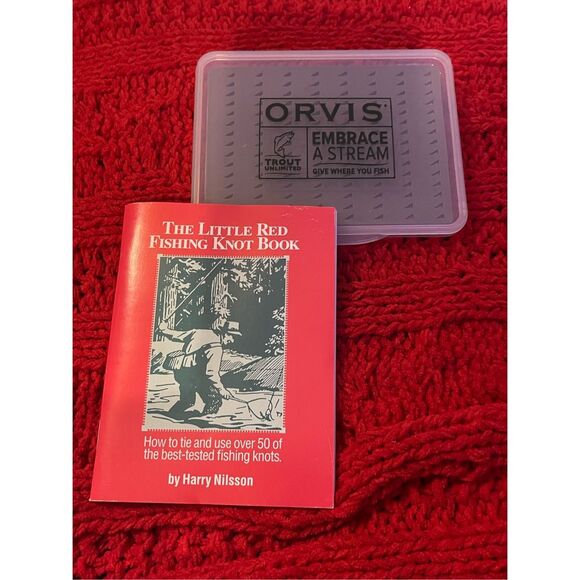 ORVIS
TROUT
UNLIMITED
EMBRACE
A STREAM
GIVE WHERE YOU FISH
THE LITTLE RED
FISHING KNOT BOOK
How to tie and use over 50 of
the best-tested fishing knots.
by Harry Nilsson